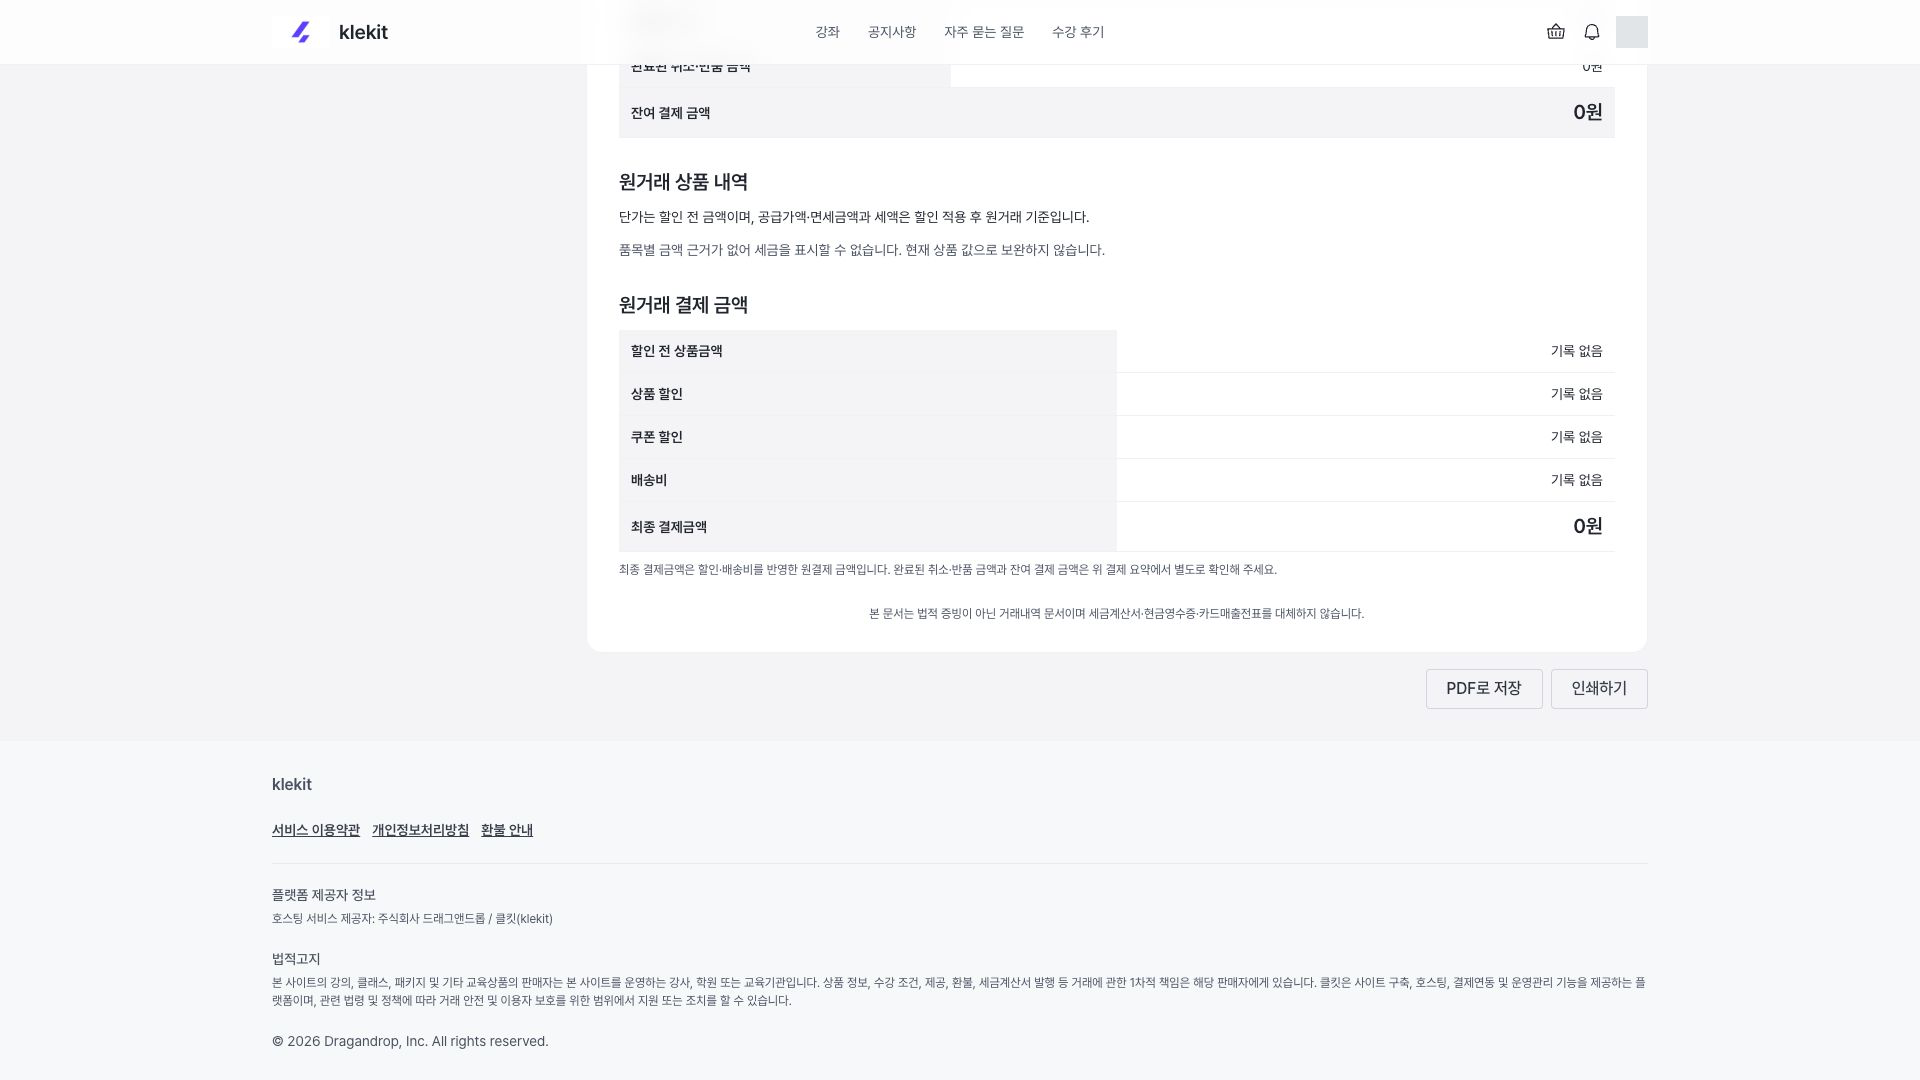 klekit
강좌
공지사항
자주 묻는 질문
수강 후기
완료된 취소·반품 금액
0원
잔여 결제 금액
0원
원거래 상품 내역
단가는 할인 전 금액이며, 공급가액·면세금액과 세액은 할인 적용 후 원거래 기준입니다.
품목별 금액 근거가 없어 세금을 표시할 수 없습니다. 현재 상품 값으로 보완하지 않습니다.
원거래 결제 금액
할인 전 상품금액
기록 없음
상품 할인
기록 없음
쿠폰 할인
기록 없음
배송비
기록 없음
최종 결제금액
0원
최종 결제금액은 할인·배송비를 반영한 원결제 금액입니다. 완료된 취소·반품 금액과 잔여 결제 금액은 위 결제 요약에서 별도로 확인해 주세요.
본 문서는 법적 증빙이 아닌 거래내역 문서이며 세금계산서·현금영수증·카드매출전표를 대체하지 않습니다.
PDF로 저장
인쇄하기
klekit
서비스 이용약관
개인정보처리방침
환불 안내
플랫폼 제공자 정보
호스팅 서비스 제공자: 주식회사 드래그앤드롭 / 클킷(klekit)
법적고지
본 사이트의 강의, 클래스, 패키지 및 기타 교육상품의 판매자는 본 사이트를 운영하는 강사, 학원 또는 교육기관입니다. 상품 정보, 수강 조건, 제공, 환불, 세금계산서 발행 등 거래에 관한 1차적 책임은 해당 판매자에게 있습니다. 클킷은 사이트 구축, 호스팅, 결제연동 및 운영관리 기능을 제공하는 플
랫폼이며, 관련 법령 및 정책에 따라 거래 안전 및 이용자 보호를 위한 범위에서 지원 또는 조치를 할 수 있습니다.
© 2026 Dragandrop, Inc. All rights reserved.